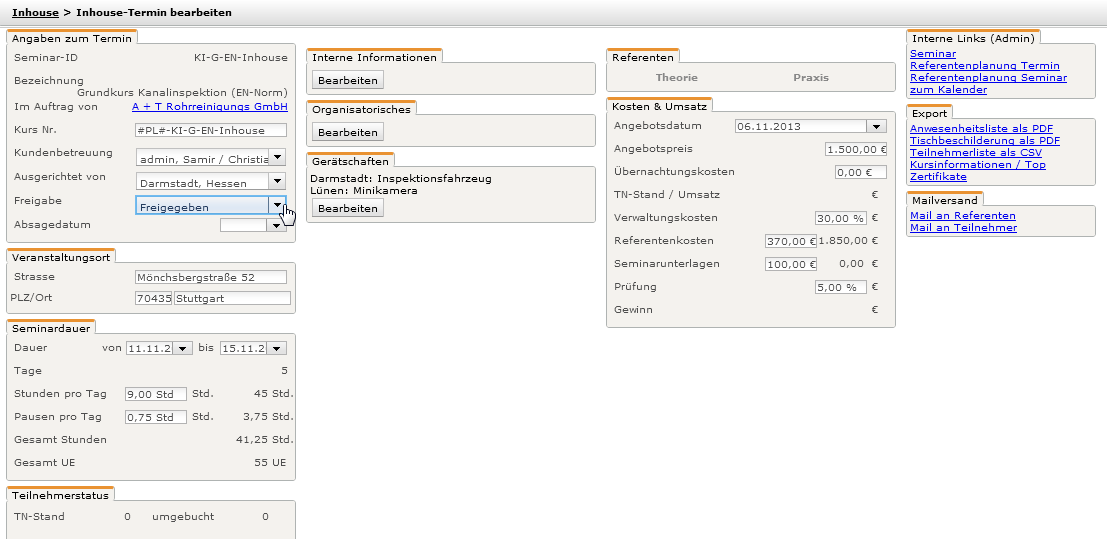 Inhouse > Inhouse-Termin bearbeiten
Angaben zum Termin
Seminar-ID KI-G-EN-Inhouse
Bezeichnung
Grundkurs Kanalinspektion (EN-Norm)
Im Auftrag von A + T Rohrreinigungs GmbH
Kurs Nr. #PL#-KI-G-EN-Inhouse
Kundenbetreuung admin, Samir / Christia
Ausgerichtet von Darmstadt, Hessen
Freigabe Freigegeben
Absagedatum
Veranstaltungsort
Strasse Mönchsbergstraße 52
PLZ/Ort 70435 Stuttgart
Seminardauer
Dauer von 11.11.2 bis 15.11.2
Tage 5
Stunden pro Tag 9,00 Std Std. 45 Std.
Pausen pro Tag 0,75 Std Std. 3,75 Std.
Gesamt Stunden 41,25 Std.
Gesamt UE 55 UE
Teilnehmerstatus
TN-Stand 0 umgebucht 0
Interne Informationen
Bearbeiten
Organisatorisches
Bearbeiten
Gerätschaften
Darmstadt: Inspektionsfahrzeug
Lünen: Minikamera
Bearbeiten
Referenten
Theorie Praxis
Kosten & Umsatz
Angebotsdatum 06.11.2013
Angebotspreis 1.500,00 €
Übernachtungskosten 0,00 €
TN-Stand / Umsatz €
Verwaltungskosten 30,00 % €
Referentenkosten 370,00 € 1.850,00 €
Seminarunterlagen 100,00 € 0,00 €
Prüfung 5,00 % €
Gewinn €
Interne Links (Admin)
Seminar
Referentenplanung Termin
Referentenplanung Seminar
zum Kalender
Export
Anwesenheitsliste als PDF
Tischbeschilderung als PDF
Teilnehmerliste als CSV
Kursinformationen / Top
Zertifikate
Mailversand
Mail an Referenten
Mail an Teilnehmer